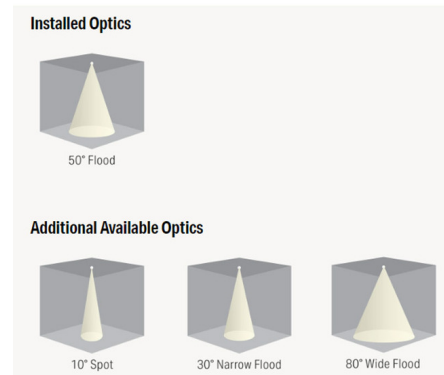 Installed Optics
50° Flood
Additional Available Optics
10° Spot
30° Narrow Flood
80° Wide Flood